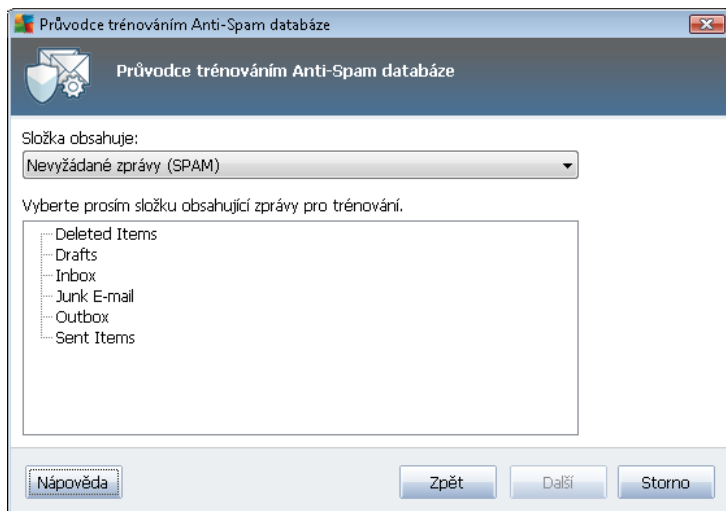 Průvodce trénováním Anti-Spam databáze
Průvodce trénováním Anti-Spam databáze
Složka obsahuje:
Nevyžádané zprávy (SPAM)
Vyberte prosím složku obsahující zprávy pro trénování.
Deleted Items
Drafts
Inbox
Junk E-mail
Outbox
Sent Items
Nápověda
Zpět
Další
Storno